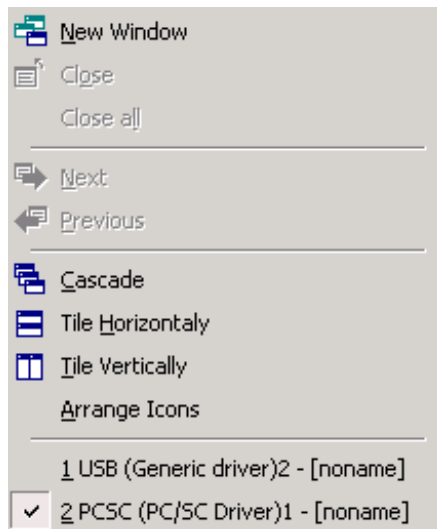 New Window
Close
Close all
Next
Previous
Cascade
Tile Horizontaly
Tile Vertically
Arrange Icons
1 USB (Generic driver)2 - [noname]
2 PCSC (PC/SC Driver)1 - [noname]